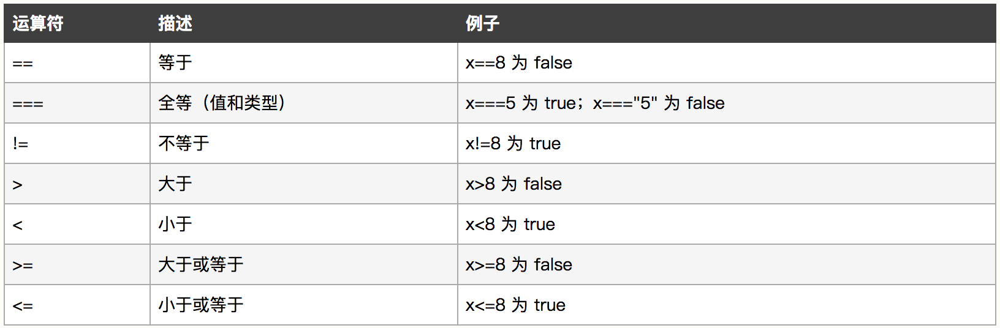 运算符 描述 例子
== 等于 x==8 为 false
=== 全等（值和类型） x===5 为 true；x==="5" 为 false
!= 不等于 x!=8 为 true
> 大于 x>8 为 false
< 小于 x<8 为 true
>= 大于或等于 x>=8 为 false
<= 小于或等于 x<=8 为 true